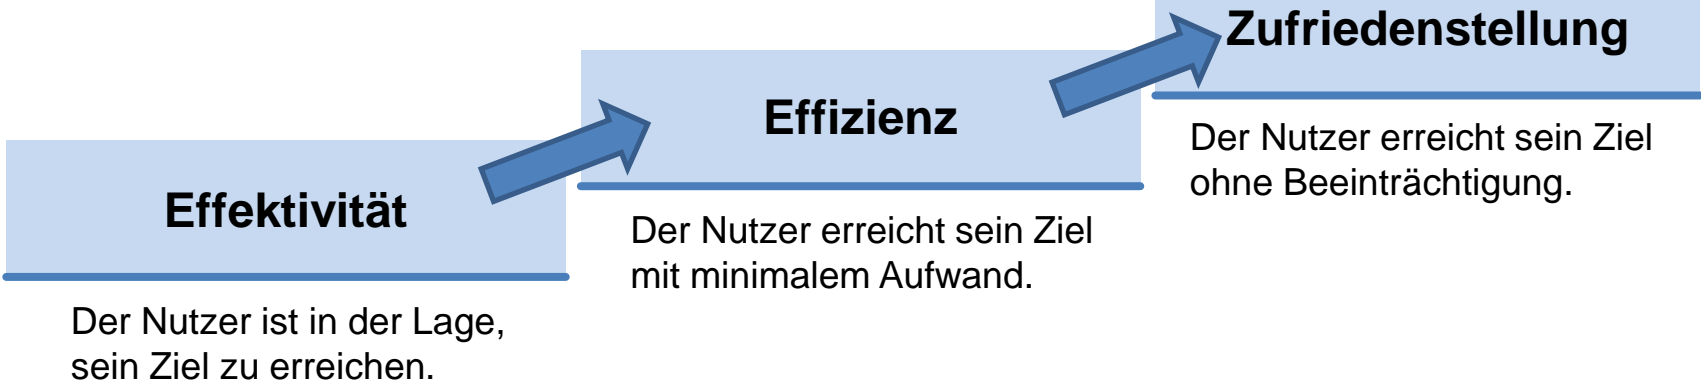 Effektivität
Der Nutzer ist in der Lage,
sein Ziel zu erreichen.
Effizienz
Der Nutzer erreicht sein Ziel
mit minimalem Aufwand.
Zufriedenstellung
Der Nutzer erreicht sein Ziel
ohne Beeinträchtigung.